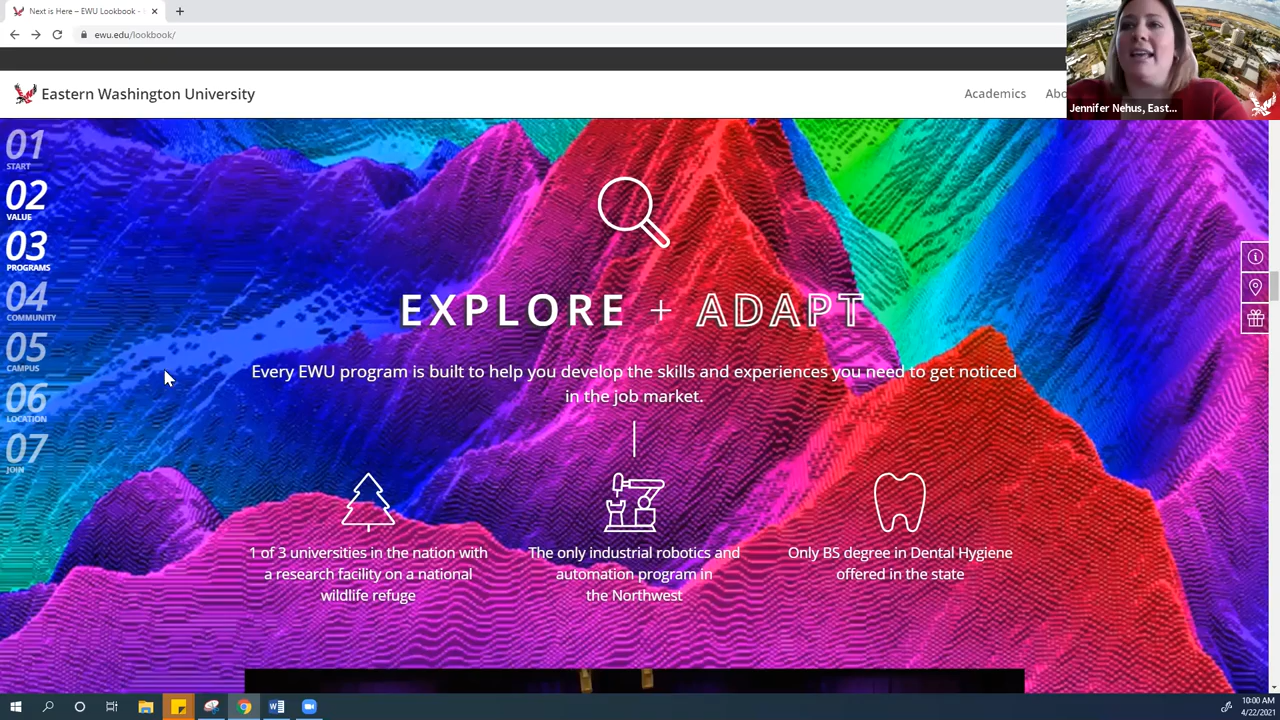 Next is Here – EWU Lookbook -
ewu.edu/lookbook/
Eastern Washington University
Academics
Abo
Jennifer Nehus, East...
01
START
02
VALUE
03
PROGRAMS
04
COMMUNITY
05
CAMPUS
06
LOCATION
07
JOIN
EXPLORE + ADAPT
Every EWU program is built to help you develop the skills and experiences you need to get noticed
in the job market.
1 of 3 universities in the nation with
a research facility on a national
wildlife refuge
The only industrial robotics and
automation program in
the Northwest
Only BS degree in Dental Hygiene
offered in the state
10:00 AM
4/22/2021